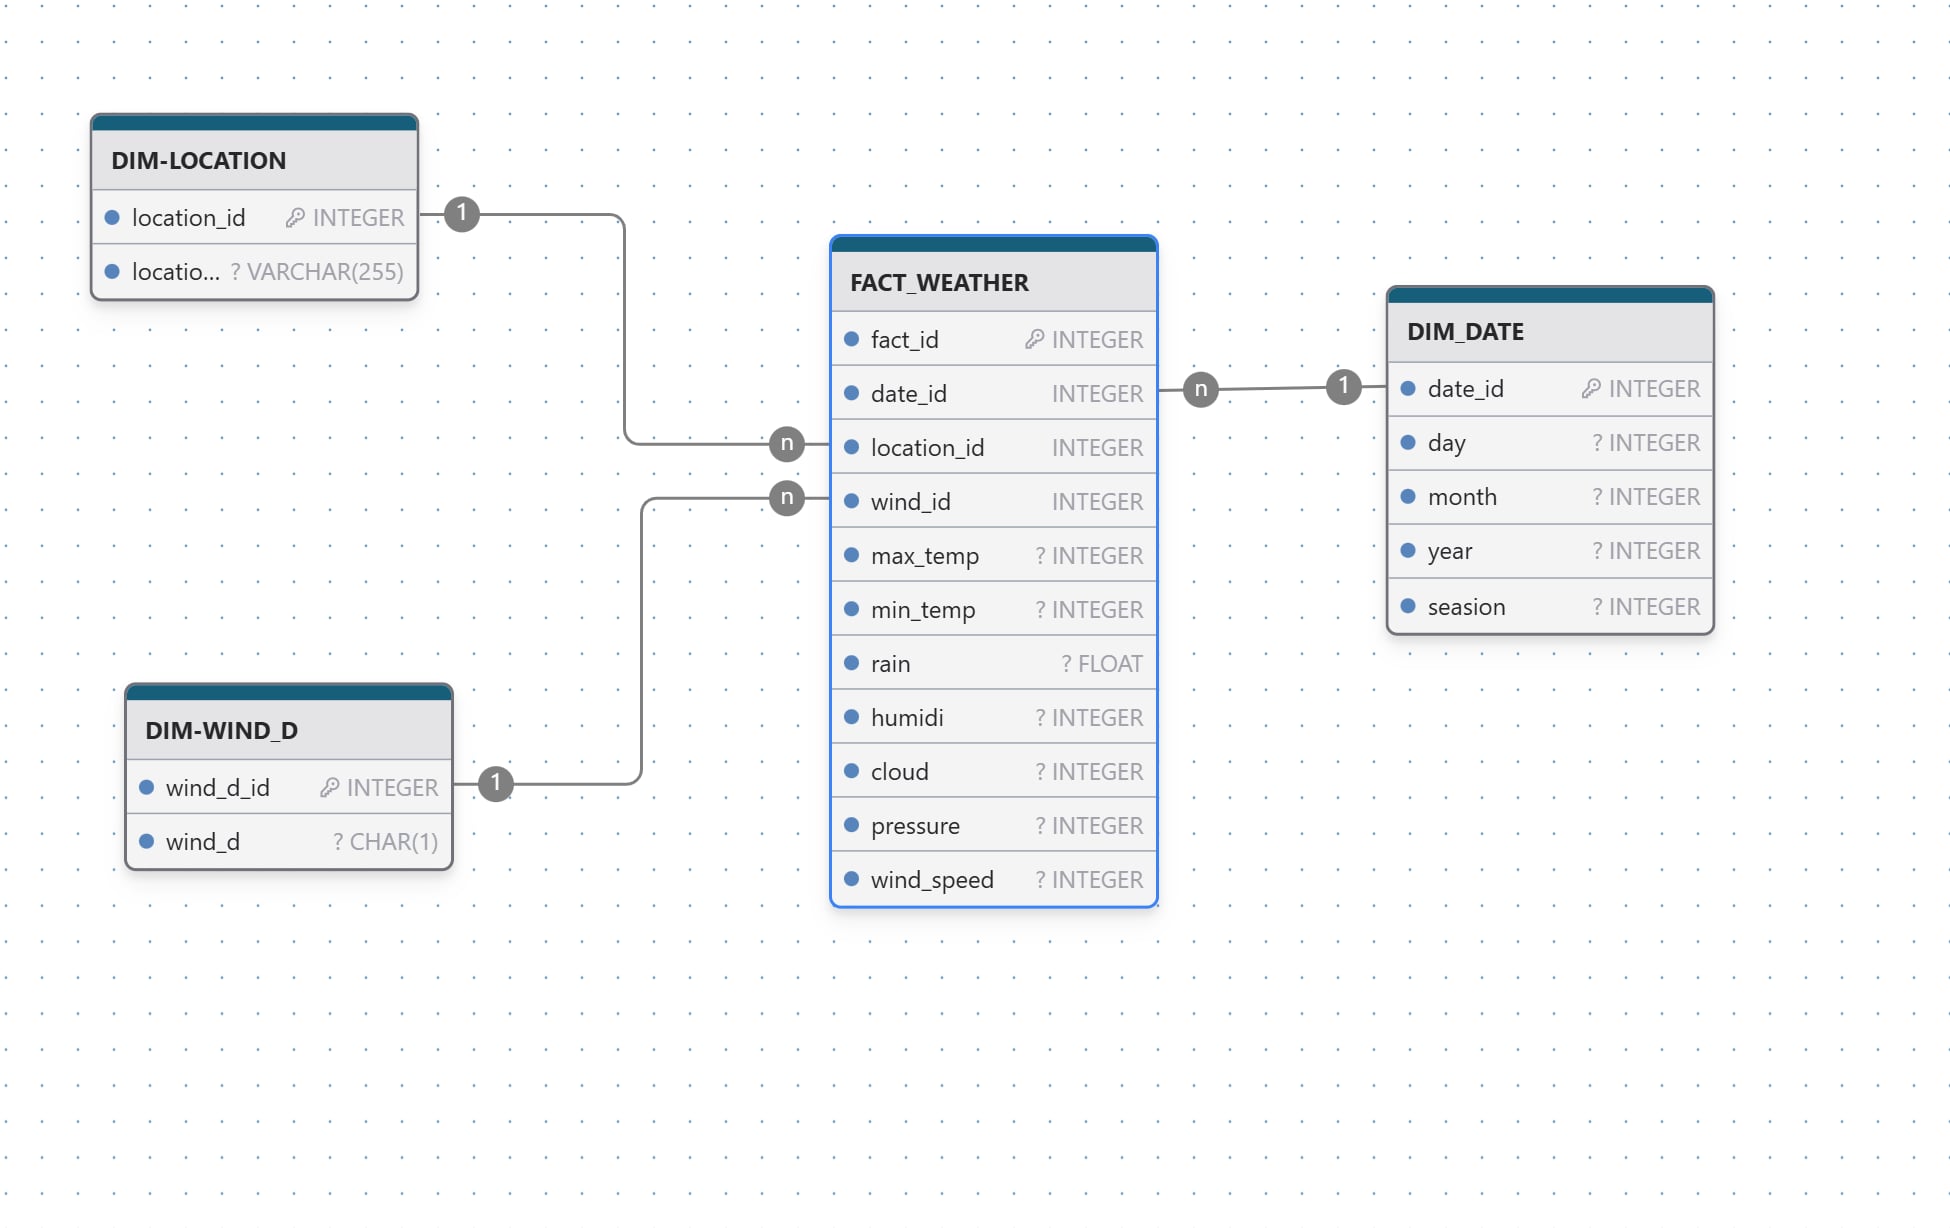 DIM-LOCATION
location_id INTEGER
locatio... ? VARCHAR(255)
1
n
FACT_WEATHER
fact_id INTEGER
date_id INTEGER
location_id INTEGER
wind_id INTEGER
max_temp ? INTEGER
min_temp ? INTEGER
rain ? FLOAT
humidi ? INTEGER
cloud ? INTEGER
pressure ? INTEGER
wind_speed ? INTEGER
n
1
DIM_DATE
date_id INTEGER
day ? INTEGER
month ? INTEGER
year ? INTEGER
seasion ? INTEGER
n
1
DIM-WIND_D
wind_d_id INTEGER
wind_d ? CHAR(1)